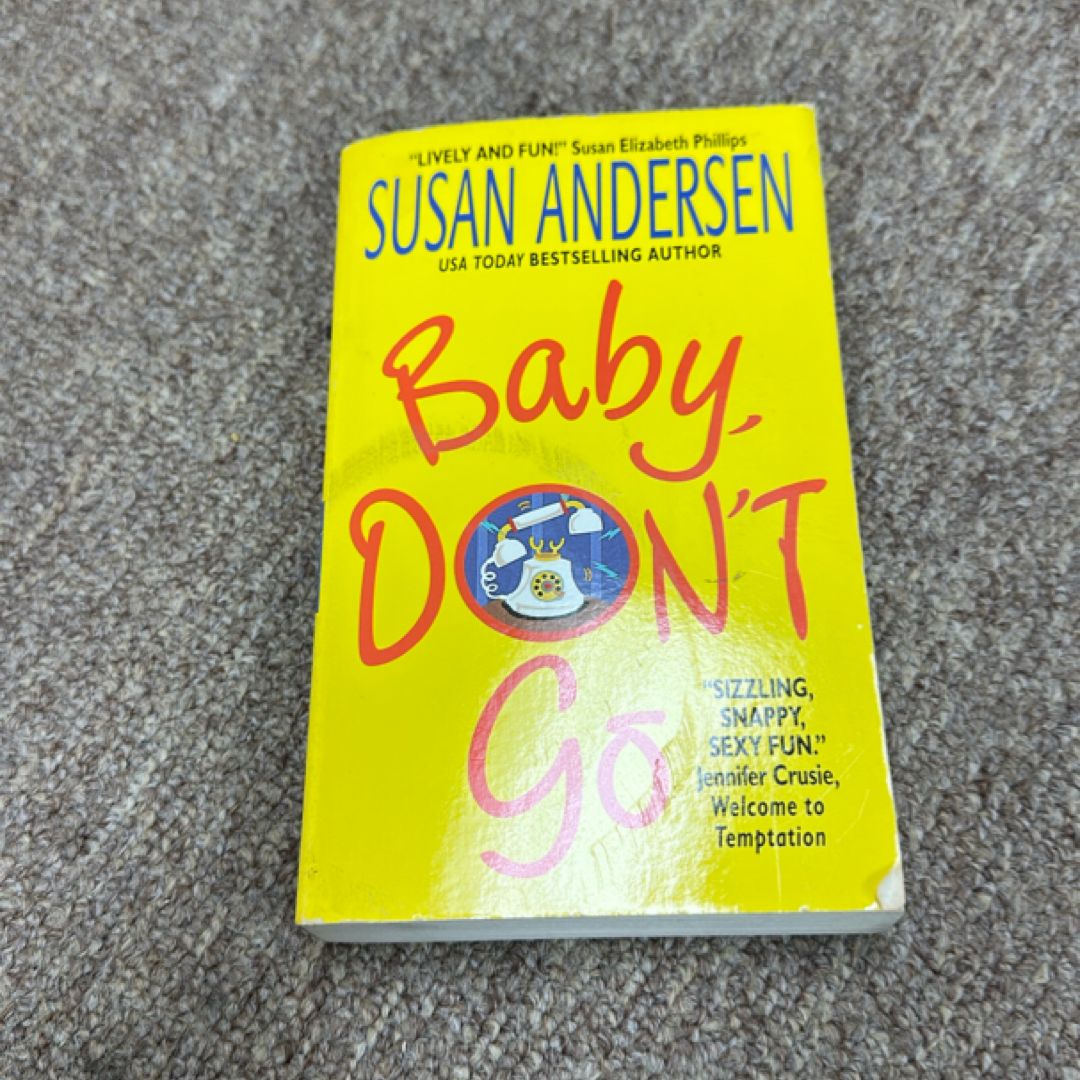 "LIVELY AND FUN!" Susan Elizabeth Phillips
SUSAN ANDERSEN
USA TODAY BESTSELLING AUTHOR
Baby,
DON'T
Go
"SIZZLING,
SNAPPY,
SEXY FUN."
Jennifer Crusie,
Welcome to
Temptation